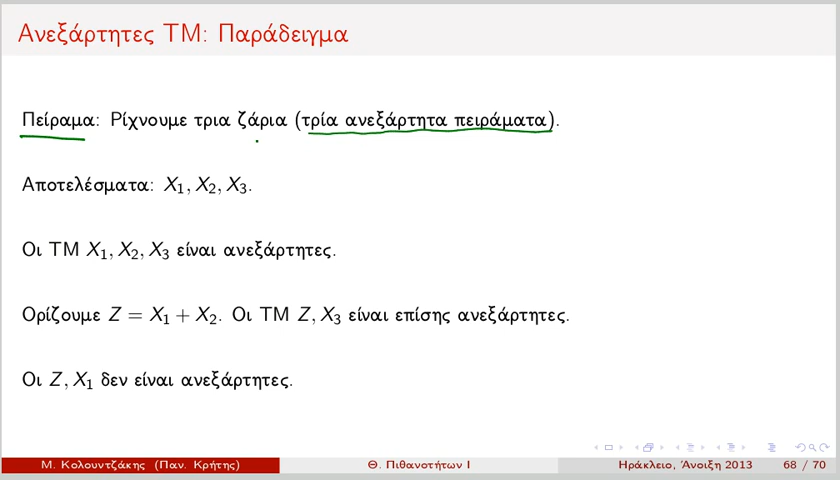 Ανεξάρτητες ΤΜ: Παράδειγμα
Πείραμα: Ρίχνουμε τρια ζάρια (τρία ανεξάρτητα πειράματα).
Αποτελέσματα: X₁, X₂, X₃.
Οι ΤΜ X₁, X₂, X₃ είναι ανεξάρτητες.
Ορίζουμε Z = X₁ + X₂. Οι ΤΜ Z, X₃ είναι επίσης ανεξάρτητες.
Οι Z, X₁ δεν είναι ανεξάρτητες.
Μ. Κολουντζάκης (Παν. Κρήτης) Θ. Πιθανοτήτων Ι Ηράκλειο, Άνοιξη 2013 68 / 70